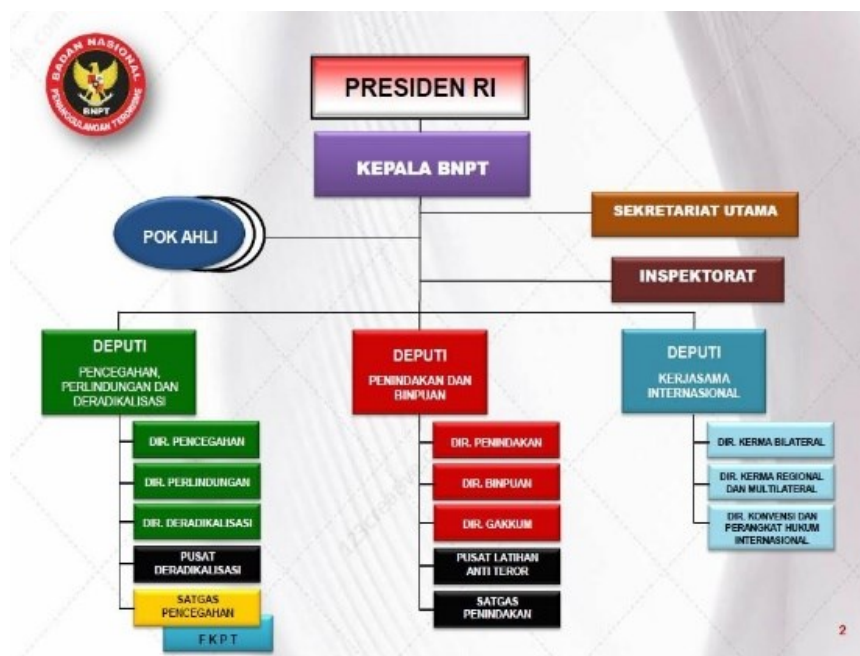 BADAN NASIONAL
PENANGGULANGAN TERORISME
BNPT
PRESIDEN RI
KEPALA BNPT
POK AHLI
SEKRETARIAT UTAMA
INSPEKTORAT
DEPUTI
PENCEGAHAN,
PERLINDUNGAN DAN
DERADIKALISASI
DIR. PENCEGAHAN
DIR. PERLINDUNGAN
DIR. DERADIKALISASI
PUSAT
DERADIKALISASI
SATGAS
PENCEGAHAN
F K P T
DEPUTI
PENINDAKAN DAN
BINPUAN
DIR. PENINDAKAN
DIR. BINPUAN
DIR. GAKKUM
PUSAT LATIHAN
ANTI TEROR
SATGAS
PENINDAKAN
DEPUTI
KERJASAMA
INTERNASIONAL
DIR. KERMA BILATERAL
DIR. KERMA REGIONAL
DAN MULTILATERAL
DIR. KONVENSI DAN
PERANGKAT HUKUM
INTERNASIONAL
2